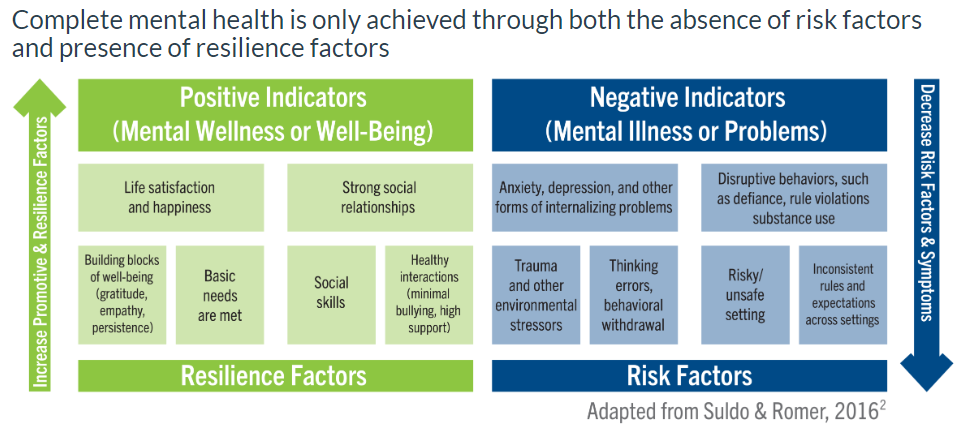 Complete mental health is only achieved through both the absence of risk factors
and presence of resilience factors
Increase Promotive & Resilience Factors
Positive Indicators
(Mental Wellness or Well-Being)
Life satisfaction
and happiness
Strong social
relationships
Building blocks
of well-being
(gratitude,
empathy,
persistence)
Basic
needs
are met
Social
skills
Healthy
interactions
(minimal
bullying, high
support)
Resilience Factors
Negative Indicators
(Mental Illness or Problems)
Anxiety, depression, and other
forms of internalizing problems
Disruptive behaviors, such
as defiance, rule violations
substance use
Trauma
and other
environmental
stressors
Thinking
errors,
behavioral
withdrawal
Risky/
unsafe
setting
Inconsistent
rules and
expectations
across settings
Risk Factors
Decrease Risk Factors & Symptoms
Adapted from Suldo & Romer, 2016²